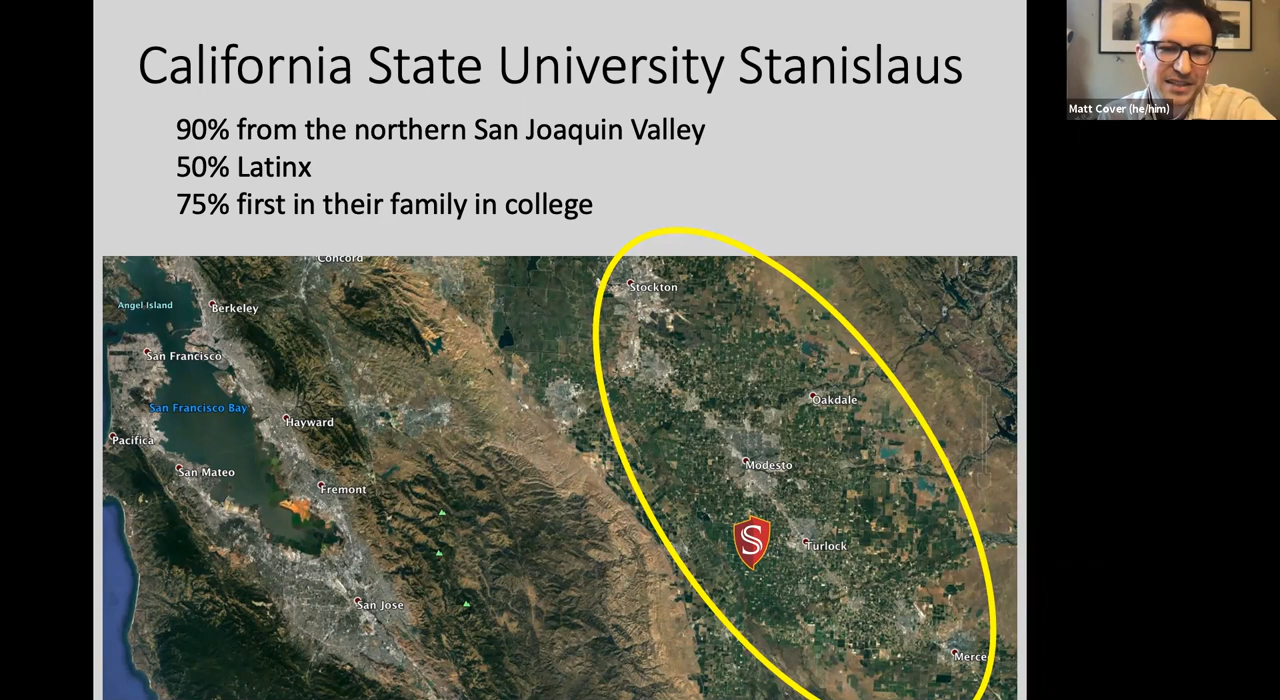 California State University Stanislaus
90% from the northern San Joaquin Valley
50% Latinx
75% first in their family in college
Matt Cover (he/him)
Concord
Stockton
Angel Island
Berkeley
San Francisco
Oakdale
San Francisco Bay
Hayward
Pacifica
Modesto
San Mateo
Fremont
S
Turlock
San Jose
Merce